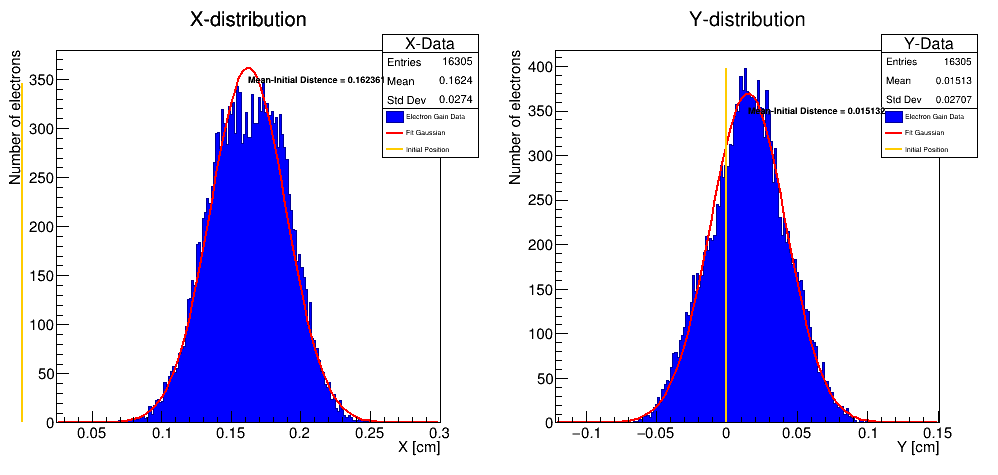 X-distribution
Number of electrons
350
300
250
200
150
100
50
0
0.05
0.1
0.15
0.2
0.25
0.3
X [cm]
Mean-Initial Distence = 0.162361
X-Data
Entries 16305
Mean 0.1624
Std Dev 0.0274
Electron Gain Data
Fit Gaussian
Initial Position
Y-distribution
Number of electrons
400
350
300
250
200
150
100
50
0
−0.1
−0.05
0
0.05
0.1
0.15
Y [cm]
Mean-Initial Distence = 0.015132
Y-Data
Entries 16305
Mean 0.01513
Std Dev 0.02707
Electron Gain Data
Fit Gaussian
Initial Position